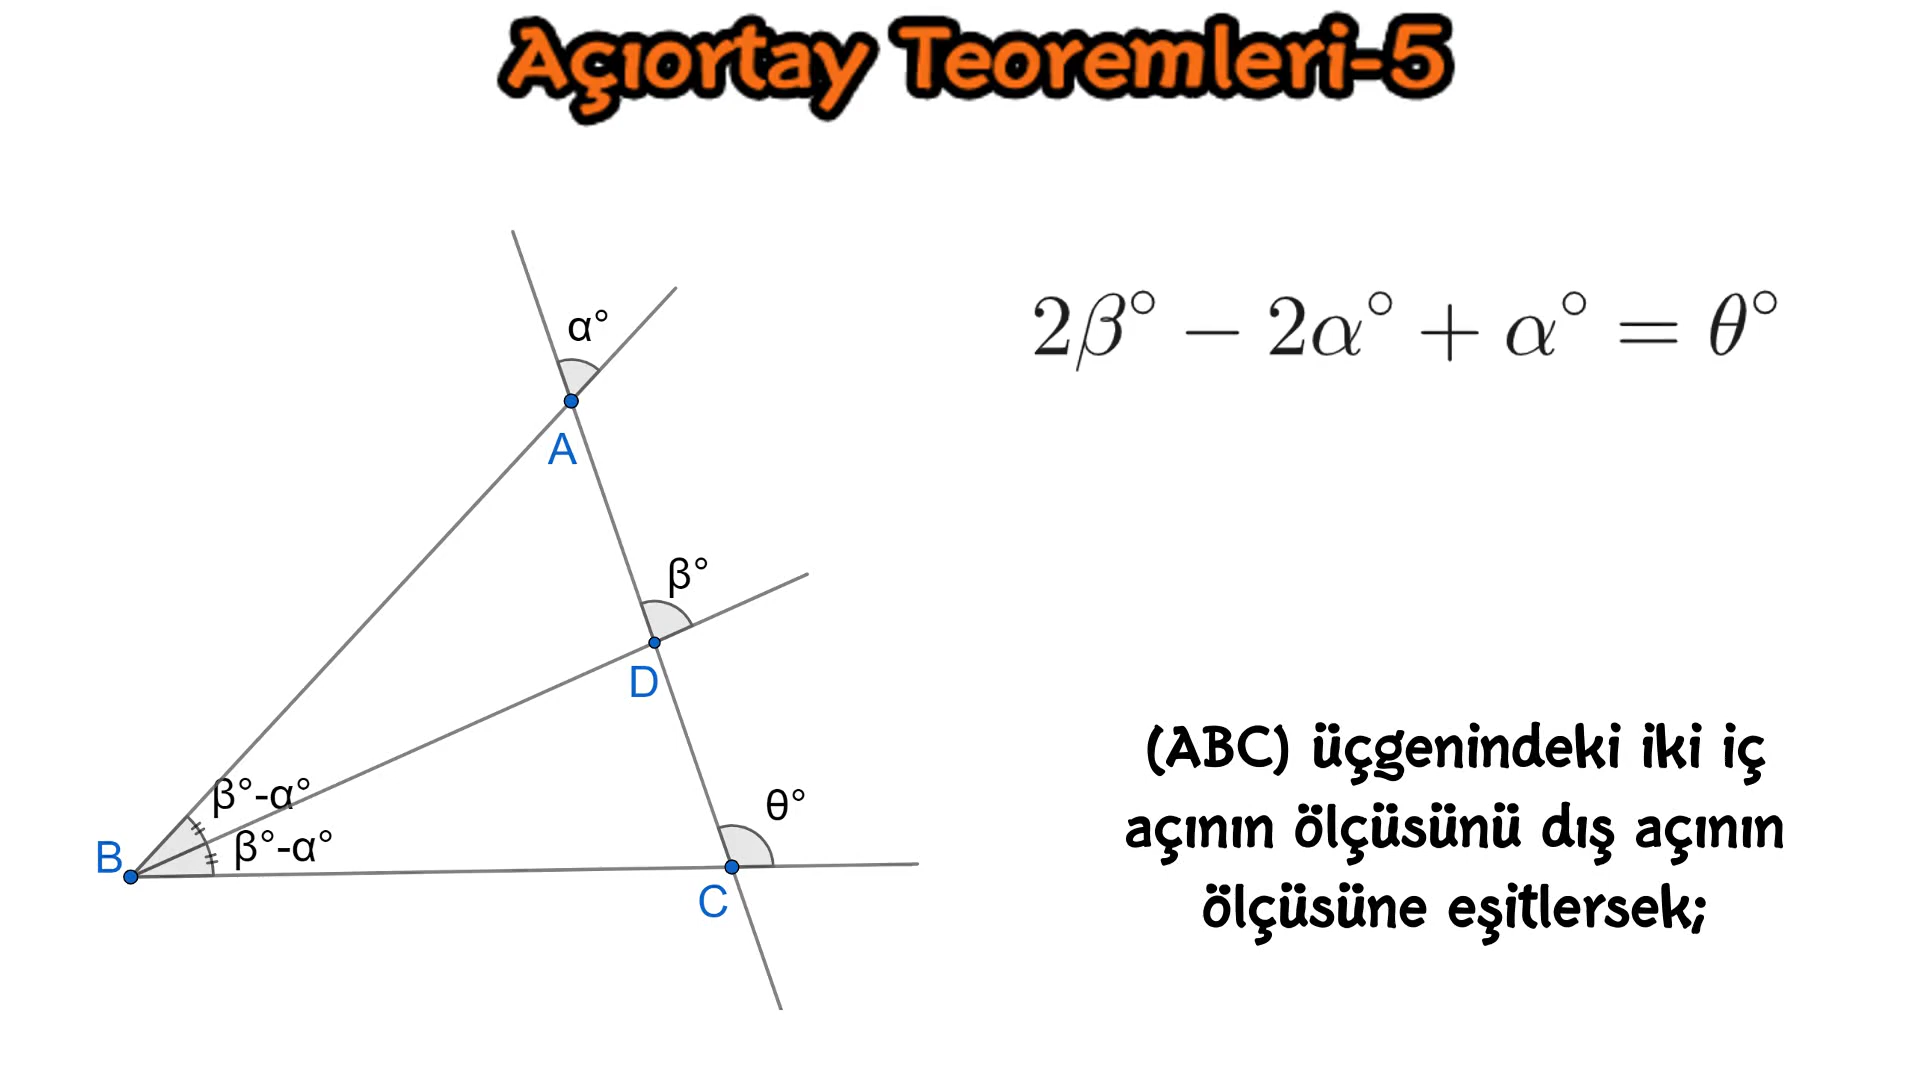 Açıortay Teoremleri-5
α°
2β° − 2α° + α° = θ°
A
β°
D
β°-α°
θ°
β°-α°
B
C
(ABC) üçgenindeki iki iç
açının ölçüsünü dış açının
ölçüsüne eşitlersek;